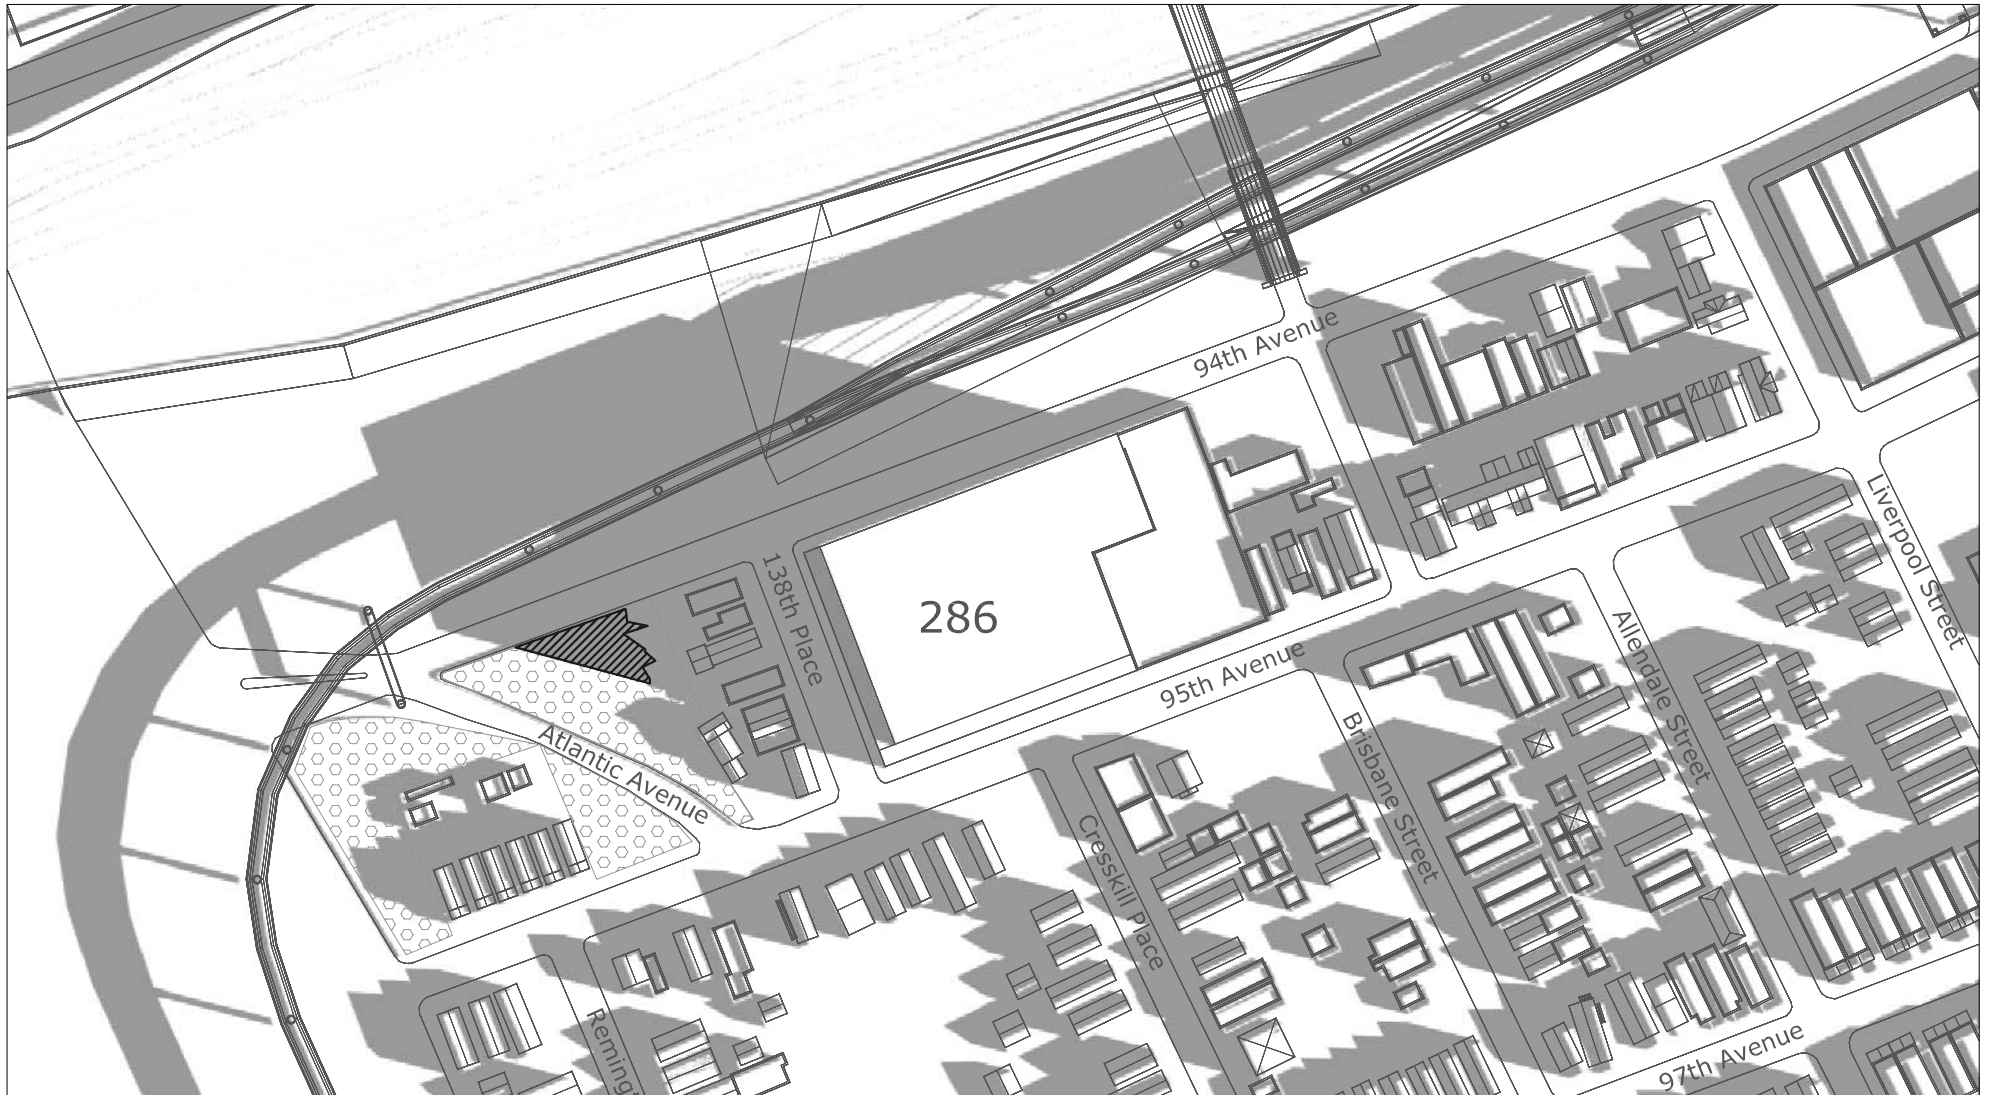 94th Avenue
138th Place
286
Liverpool Street
95th Avenue
Allendale Street
Atlantic Avenue
Brisbane Street
Cresskill Place
97th Avenue